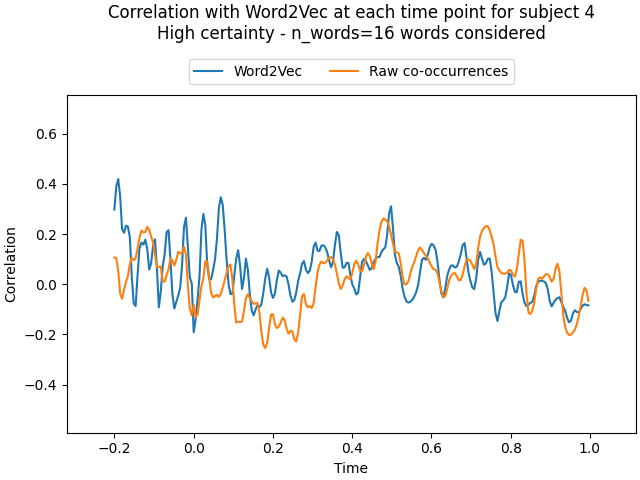 Correlation with Word2Vec at each time point for subject 4
High certainty - n_words=16 words considered
Word2Vec
Raw co-occurrences
0.6
0.4
0.2
0.0
−0.2
−0.4
Correlation
−0.2
0.0
0.2
0.4
0.6
0.8
1.0
Time